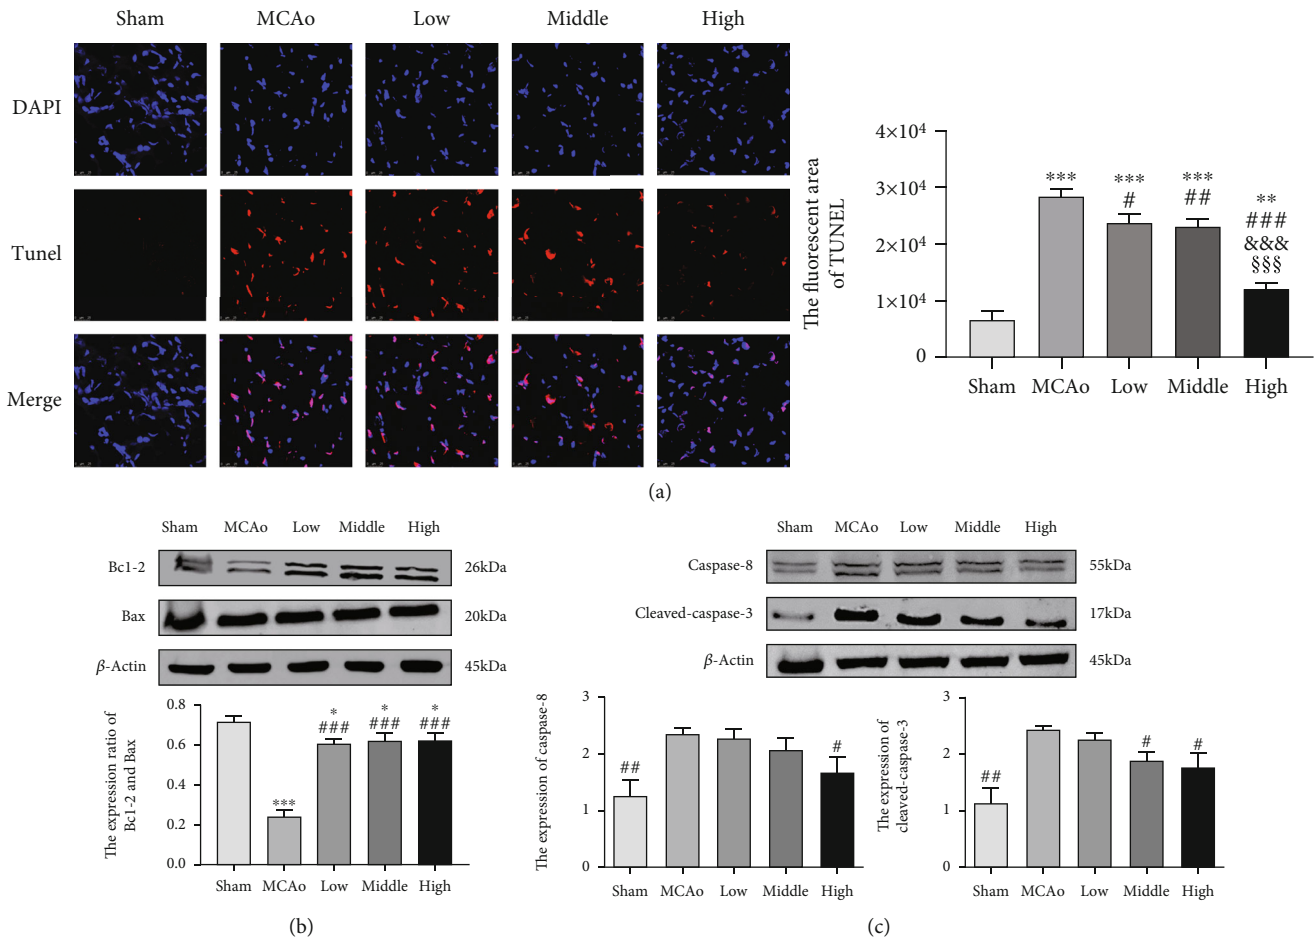 Sham MCAo Low Middle High
DAPI
Tunel
Merge
The fluorescent area
of TUNEL
4×10⁴
3×10⁴
2×10⁴
1×10⁴
0
*** *** *** **
# ## ###
&&&
§§§
Sham MCAo Low Middle High
(a)
Sham MCAo Low Middle High
Bc1-2 26kDa
Bax 20kDa
β-Actin 45kDa
The expression ratio of
Bc1-2 and Bax
0.8
0.6
0.4
0.2
0.0
*** * * *
### ### ###
Sham MCAo Low Middle High
(b)
Sham MCAo Low Middle High
Caspase-8 55kDa
Cleaved-caspase-3 17kDa
β-Actin 45kDa
The expression of caspase-8
3
2
1
0
## #
Sham MCAo Low Middle High
The expression of
cleaved-caspase-3
3
2
1
0
## # #
Sham MCAo Low Middle High
(c)